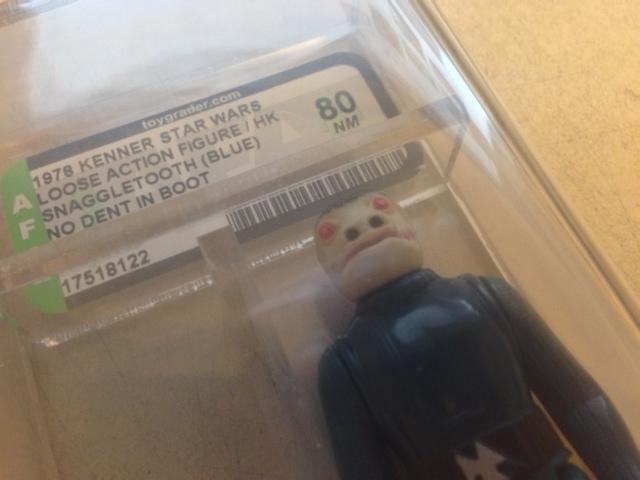 toygrader.com
1978 KENNER STAR WARS
LOOSE ACTION FIGURE / HK
SNAGGLETOOTH (BLUE)
NO DENT IN BOOT
80
NM
AF
17518122